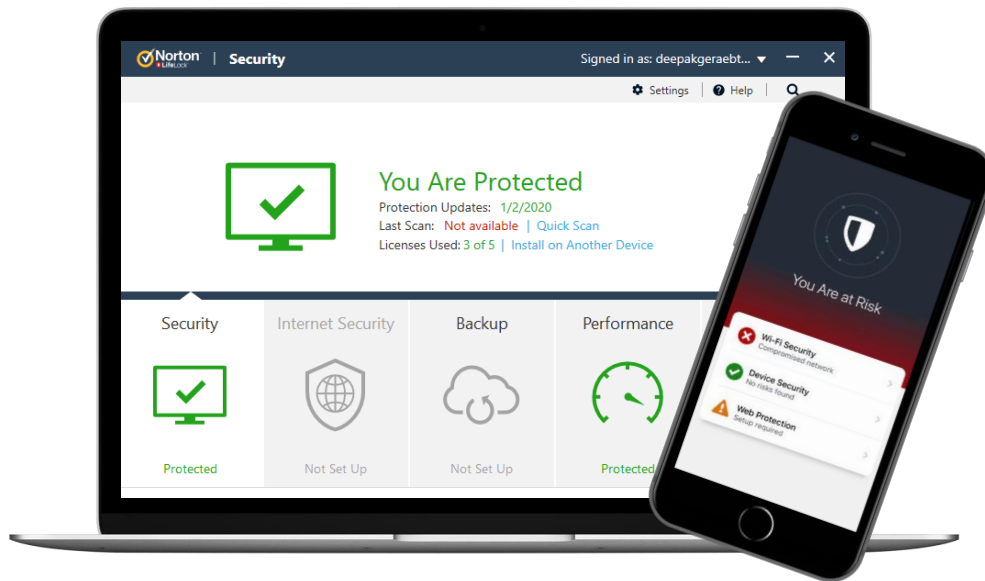 Norton | Security
LifeLock
Signed in as: deepakgeraebt...
Settings | Help |
You Are Protected
Protection Updates: 1/2/2020
Last Scan: Not available | Quick Scan
Licenses Used: 3 of 5 | Install on Another Device
Security
Protected
Internet Security
Not Set Up
Backup
Not Set Up
Performance
Protected
You Are at Risk
Wi-Fi Security
Compromised network
Device Security
No risks found
Web Protection
Setup required